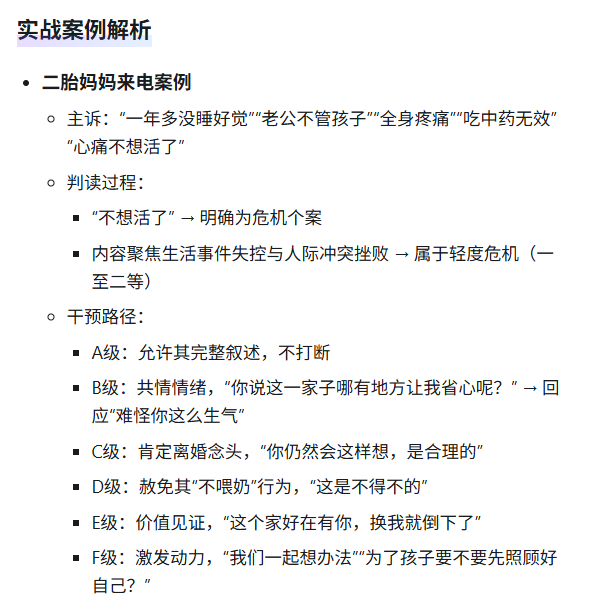 实战案例解析
二胎妈妈来电案例
主诉：“一年多没睡好觉”“老公不管孩子”“全身疼痛”“吃中药无效”
“心痛不想活了”
判读过程：
“不想活了” → 明确为危机个案
内容聚焦生活事件失控与人际冲突挫败 → 属于轻度危机（一
至二等）
干预路径：
A级：允许其完整叙述，不打断
B级：共情情绪，“你说这一家子哪有地方让我省心呢？” → 回
应“难怪你这么生气”
C级：肯定离婚念头，“你仍然会这样想，是合理的”
D级：赦免其“不喂奶”行为，“这是不得不的”
E级：价值见证，“这个家好在有你，换我就倒下了”
F级：激发动力，“我们一起想办法”“为了孩子要不要先照顾好
自己？”